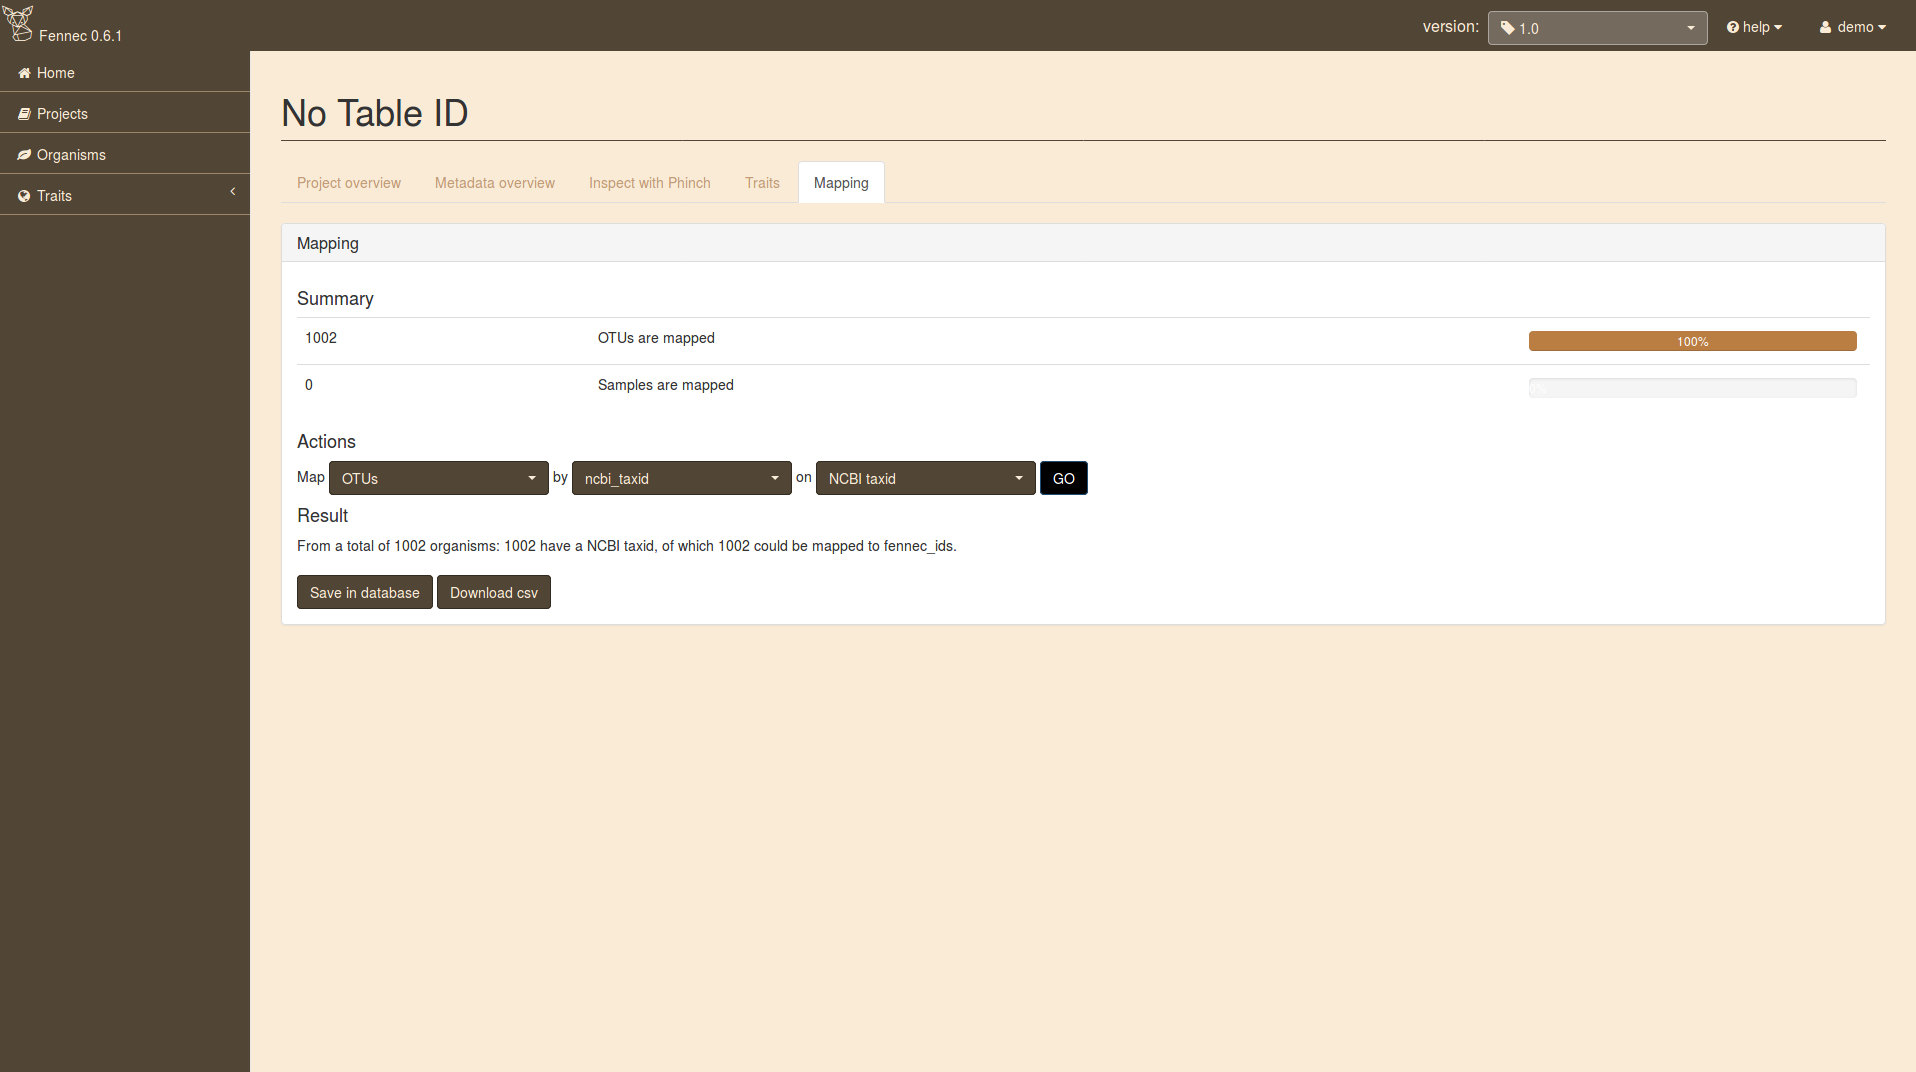 Fennec 0.6.1
version: 1.0 help demo
Home
Projects
Organisms
Traits
No Table ID
Project overview Metadata overview Inspect with Phinch Traits Mapping
Mapping
Summary
1002 OTUs are mapped 100%
0 Samples are mapped
Actions
Map OTUs by ncbi_taxid on NCBI taxid GO
Result
From a total of 1002 organisms: 1002 have a NCBI taxid, of which 1002 could be mapped to fennec_ids.
Save in database Download csv